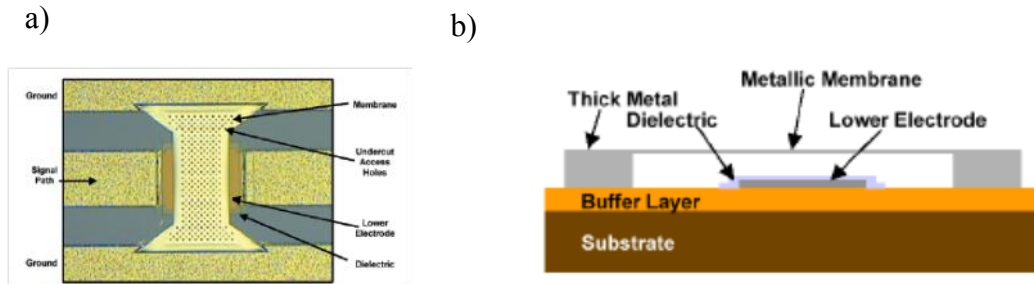 a)
Ground
Membrane
Undercut
Access
Holes
Signal
Path
Lower
Electrode
Ground
Dielectric
b)
Metallic Membrane
Thick Metal
Dielectric
Lower Electrode
Buffer Layer
Substrate